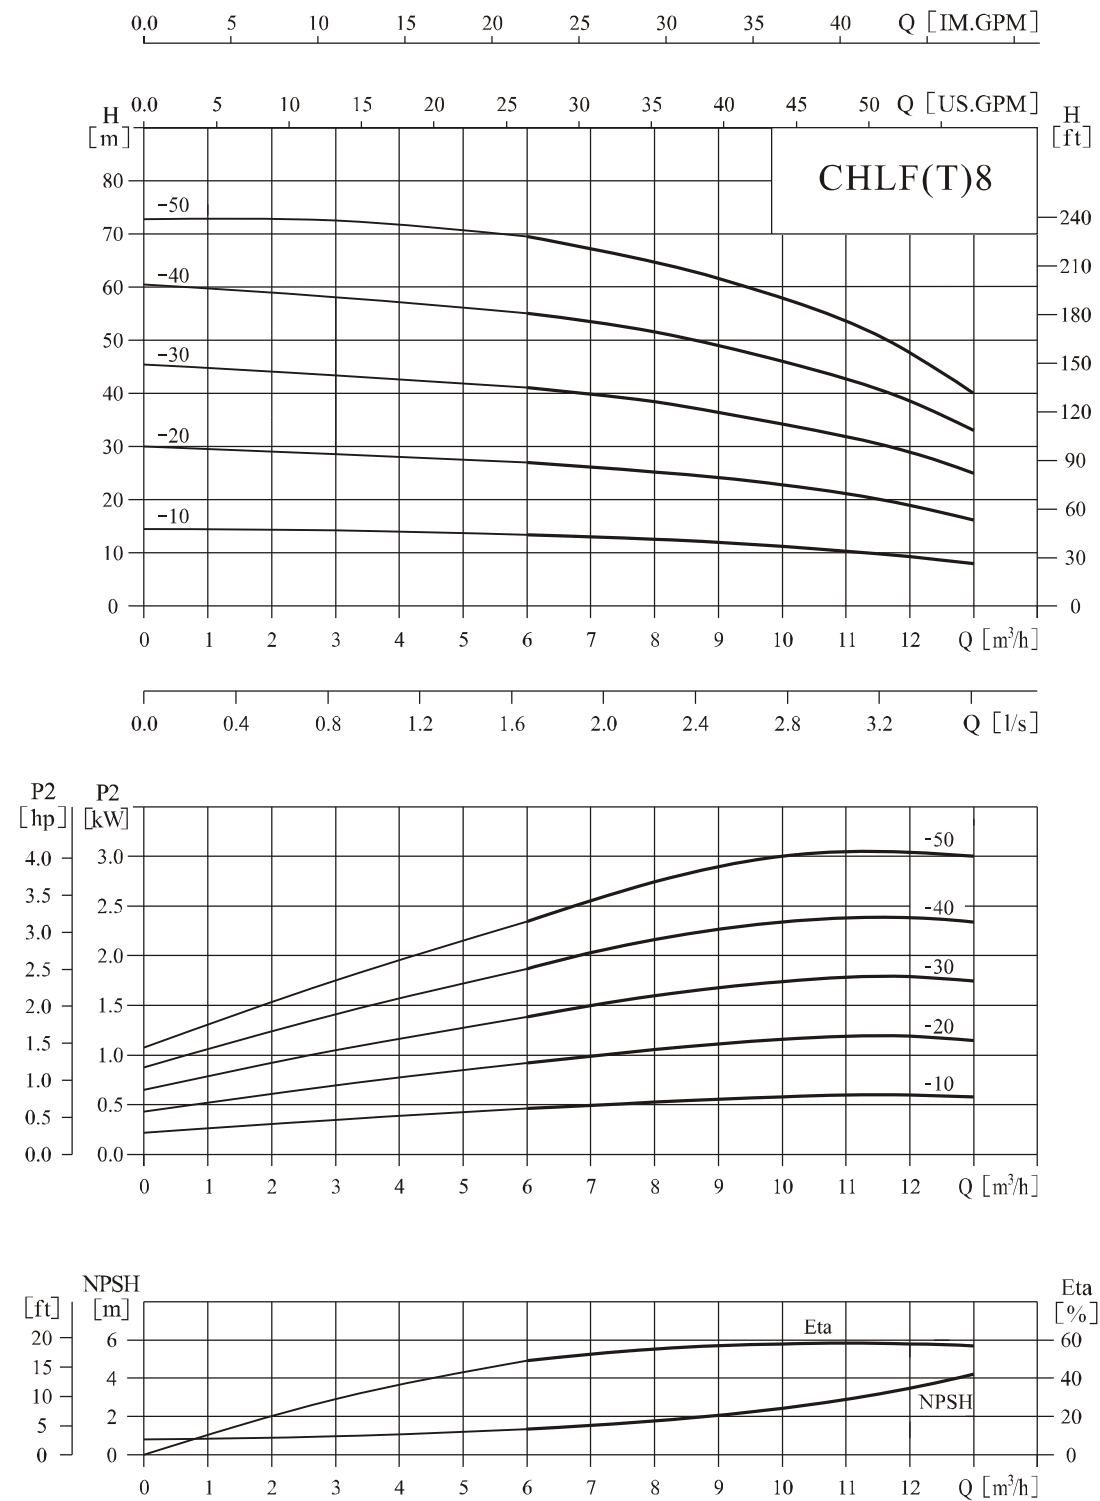 0.0 5 10 15 20 25 30 35 40 Q [IM.GPM]
0.0 5 10 15 20 25 30 35 40 45 50 Q [US.GPM]
H
[m]
H
[ft]
CHLF(T)8
80
-50
240
70
210
-40
60
180
50
-30
150
40
120
-20
30
90
20
-10
60
10
30
0
0
0 1 2 3 4 5 6 7 8 9 10 11 12 Q [m³/h]
0.0 0.4 0.8 1.2 1.6 2.0 2.4 2.8 3.2 Q [l/s]
P2
[hp]
P2
[kW]
-50
4.0 3.0
3.5
-40
2.5
3.0
-30
2.5
2.0
2.0
-20
1.5
1.5
-10
1.0
1.0
0.5
0.5
0.0 0.0
0 1 2 3 4 5 6 7 8 9 10 11 12 Q [m³/h]
NPSH
[ft] [m]
Eta
[%]
Eta
20 6 60
15 4 40
NPSH
10
5 2 20
0 0 0
0 1 2 3 4 5 6 7 8 9 10 11 12 Q [m³/h]